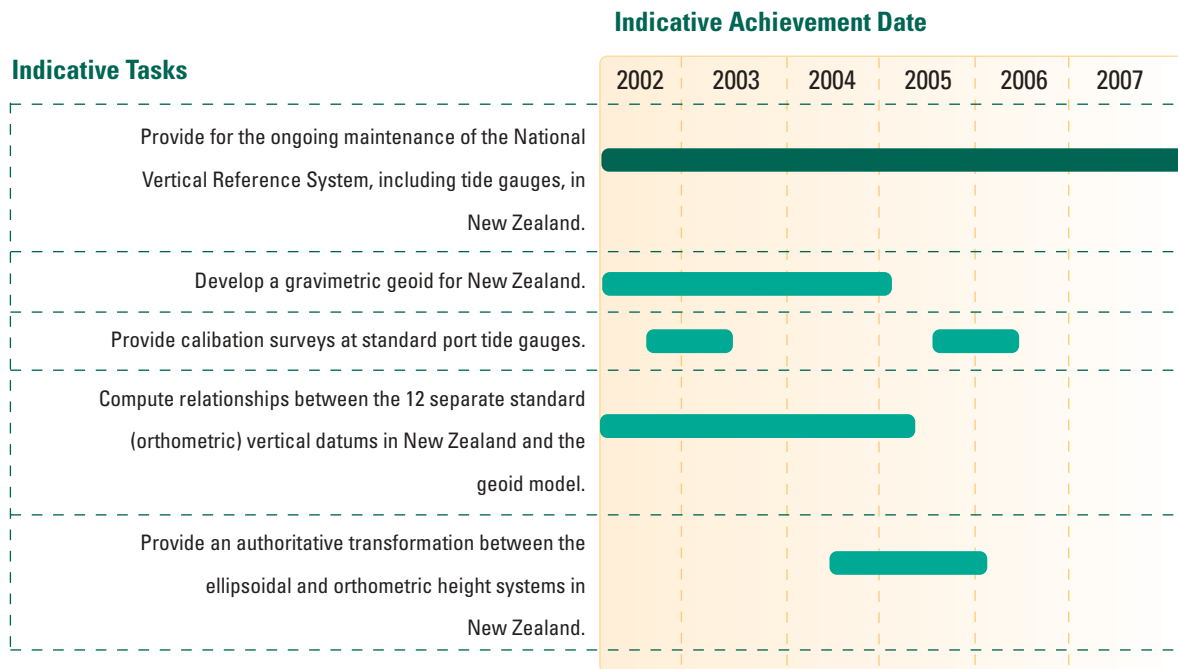 Indicative Achievement Date
Indicative Tasks
2002 2003 2004 2005 2006 2007
Provide for the ongoing maintenance of the National
Vertical Reference System, including tide gauges, in
New Zealand.
Develop a gravimetric geoid for New Zealand.
Provide calibation surveys at standard port tide gauges.
Compute relationships between the 12 separate standard
(orthometric) vertical datums in New Zealand and the
geoid model.
Provide an authoritative transformation between the
ellipsoidal and orthometric height systems in
New Zealand.